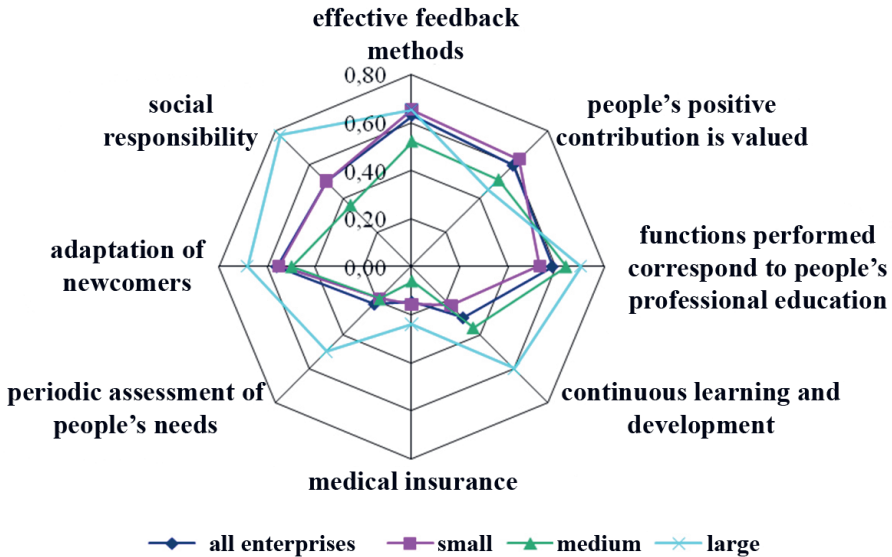 effective feedback
methods
0,80
social
responsibility
people's positive
contribution is valued
0,60
0,40
0,20
adaptation of
newcomers
0,00
functions performed
correspond to people's
professional education
periodic assessment of
people's needs
continuous learning and
development
medical insurance
all enterprises
small
medium
large